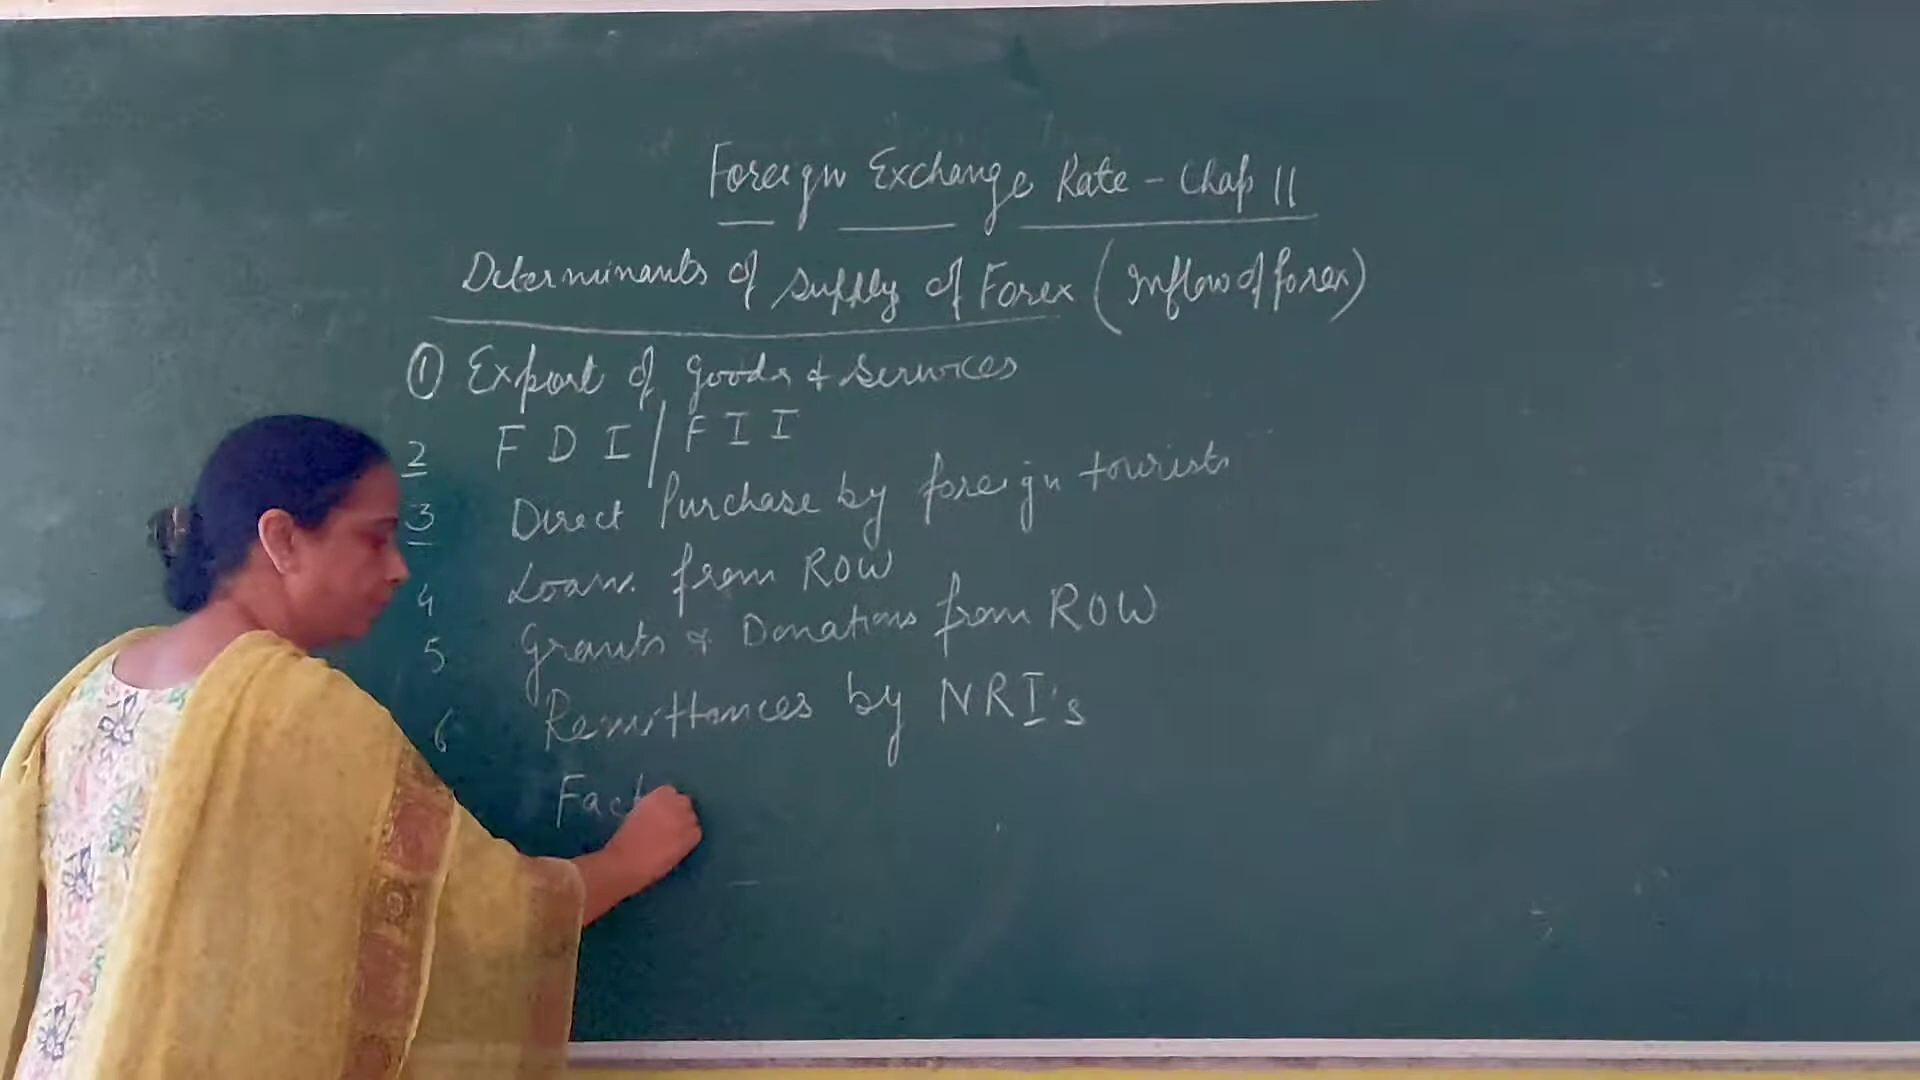 Foreign Exchange Rate - Chap 11
Determinants of supply of Forex (Inflow of forex)
① Export of goods & services
2 F D I / F I I
3 Direct Purchase by foreign tourists
4 Loans from ROW
5 Grants & Donations from ROW
6 Remittances by NRI's
Fact